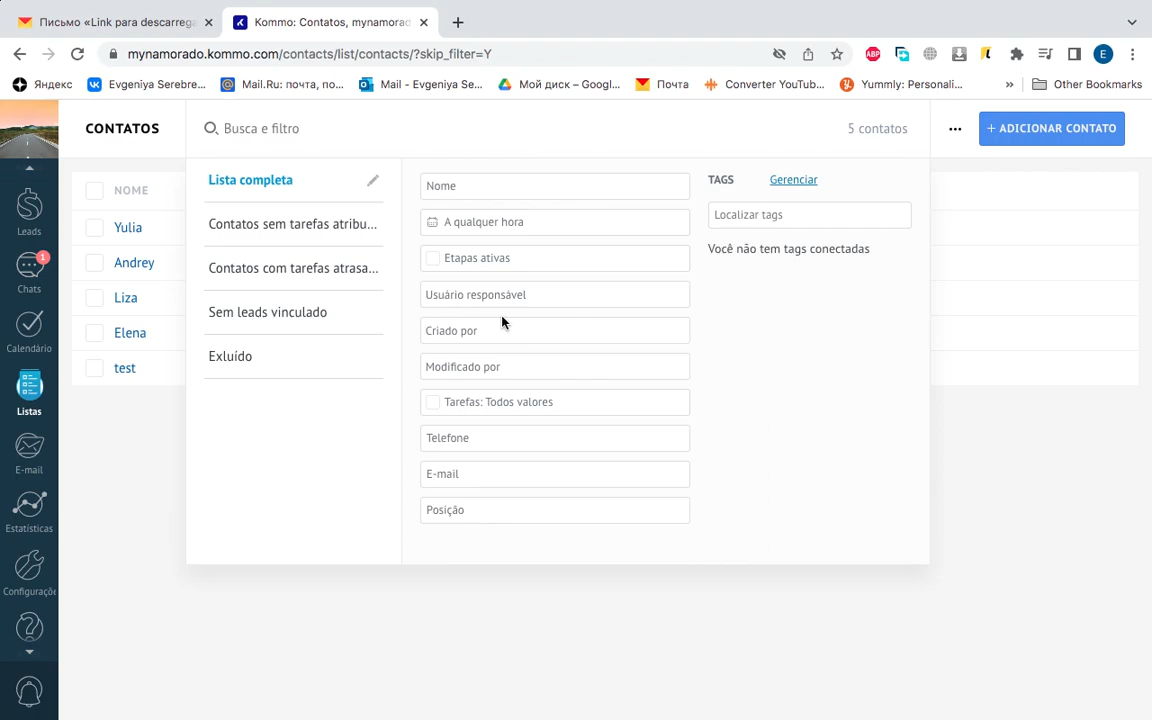 Письмо «Link para descarrega
Kommo: Contatos, mynamorad
mynamorado.kommo.com/contacts/list/contacts/?skip_filter=Y
ABP
E
Яндекс
Evgeniya Serebre...
Mail.Ru: почта, по...
Mail - Evgeniya Se...
Мой диск – Googl...
Почта
Converter YouTub...
Yummly: Personali...
»
Other Bookmarks
CONTATOS
Busca e filtro
5 contatos
+ ADICIONAR CONTATO
NOME
Yulia
Andrey
Liza
Elena
test
Lista completa
Contatos sem tarefas atribu...
Contatos com tarefas atrasa...
Sem leads vinculado
Exluído
Nome
A qualquer hora
Etapas ativas
Usuário responsável
Criado por
Modificado por
Tarefas: Todos valores
Telefone
E-mail
Posição
TAGS
Gerenciar
Localizar tags
Você não tem tags conectadas
Leads
1
Chats
Calendário
Listas
E-mail
Estatísticas
Configuraçõe